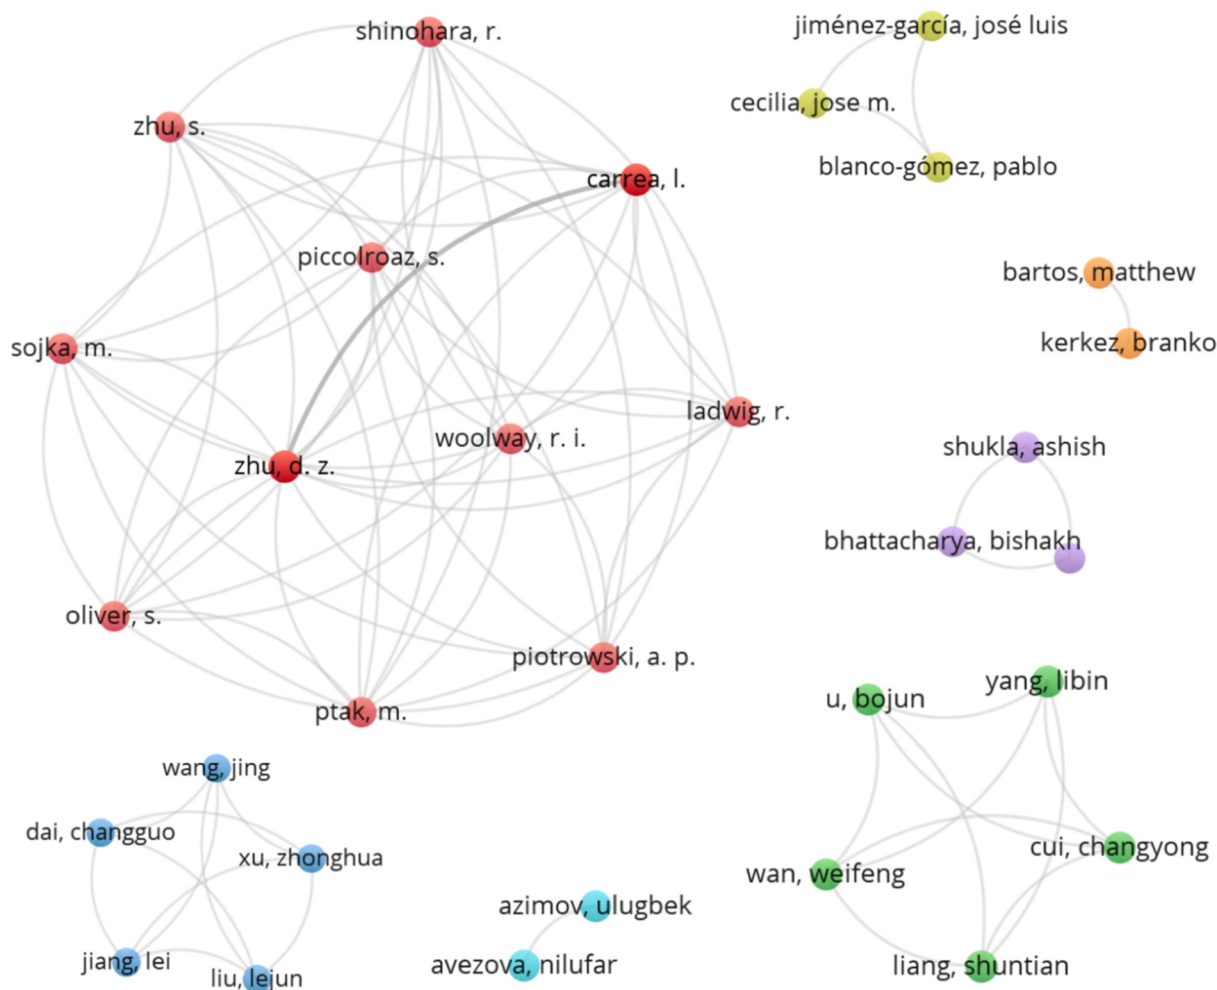 shinohara, r.
zhu, s.
carrea, l.
piccolroaz, s.
sojka, m.
ladwig, r.
woolway, r. i.
zhu, d. z.
oliver, s.
piotrowski, a. p.
ptak, m.
jiménez-garcía, josé luis
cecilia, jose m.
blanco-gómez, pablo
bartos, matthew
kerkez, branko
shukla, ashish
bhattacharya, bishakh
u, bojun
yang, libin
cui, changyong
wan, weifeng
liang, shuntian
wang, jing
dai, changguo
xu, zhonghua
jiang, lei
liu, lejun
azimov, ulugbek
avezova, nilufar